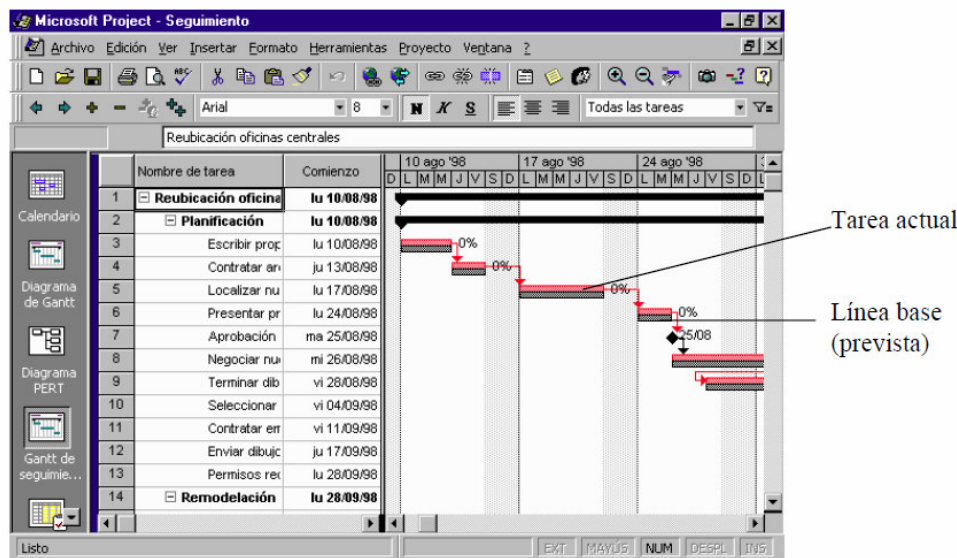 Microsoft Project - Seguimiento
Archivo Edición Ver Insertar Formato Herramientas Proyecto Ventana ?
Arial 8 N K S Todas las tareas
Reubicación oficinas centrales
Nombre de tarea Comienzo
10 ago '98 17 ago '98 24 ago '98
D L M M J V S D L M M J V S D L M M J V S D L
1 Reubicación oficina lu 10/08/98
2 Planificación lu 10/08/98
3 Escribir prop lu 10/08/98 0%
4 Contratar ar ju 13/08/98 0%
5 Localizar nu lu 17/08/98 0%
6 Presentar pr lu 24/08/98 0%
7 Aprobación ma 25/08/98 25/08
8 Negociar nu mi 26/08/98
9 Terminar dib vi 28/08/98
10 Seleccionar vi 04/09/98
11 Contratar em vi 11/09/98
12 Enviar dibujo ju 17/09/98
13 Permisos rec lu 28/09/98
14 Remodelación lu 28/09/98
Calendario
Diagrama
de Gantt
Diagrama
PERT
Gantt de
seguimie...
Tarea actual
Línea base
(prevista)
Listo EXT MAYÚS NUM DESPL INS